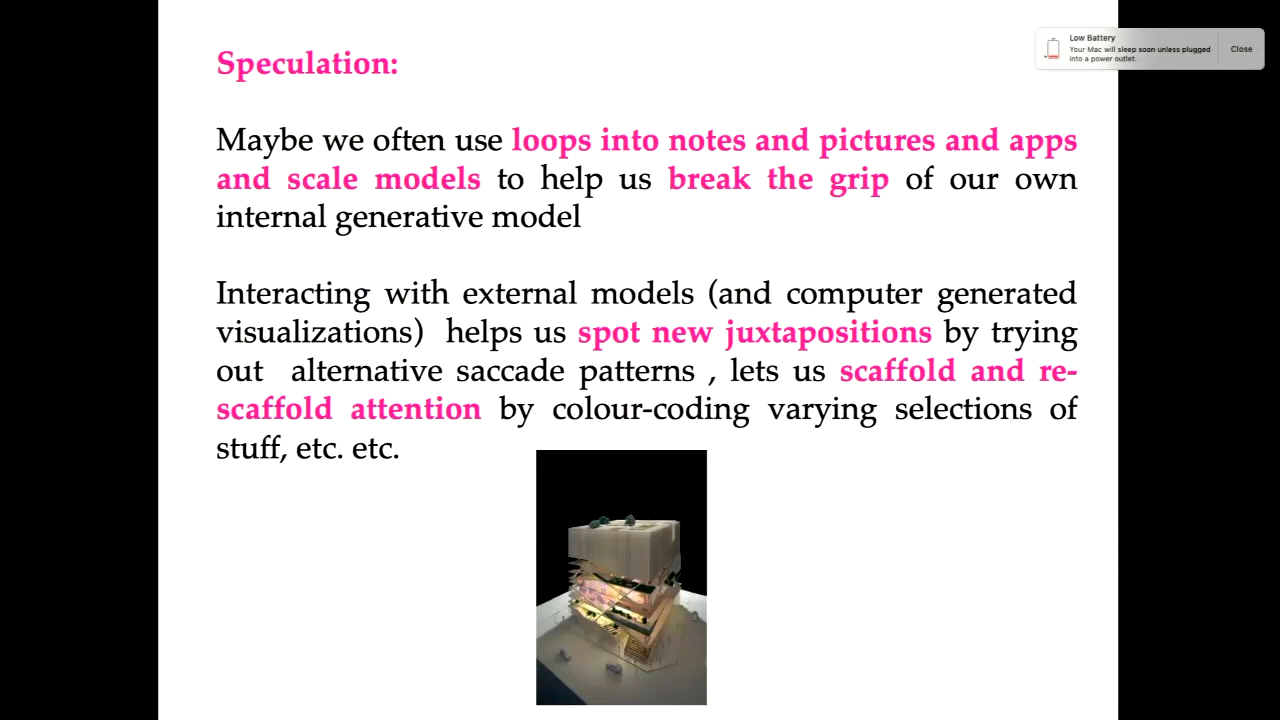 Speculation:
Maybe we often use loops into notes and pictures and apps
and scale models to help us break the grip of our own
internal generative model
Interacting with external models (and computer generated
visualizations) helps us spot new juxtapositions by trying
out alternative saccade patterns , lets us scaffold and re-
scaffold attention by colour-coding varying selections of
stuff, etc. etc.
Low Battery
Your Mac will sleep soon unless plugged
into a power outlet.
Close